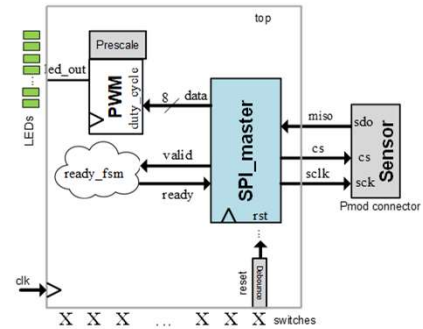 top
Prescale
led_out
PWM
duty_cycle
8
data
LEDs
SPI_master
miso
sdo
cs
cs
Sensor
sclk
sck
valid
ready_fsm
ready
Pmod connector
rst
clk
reset
Debounce
X X X ... X X X switches